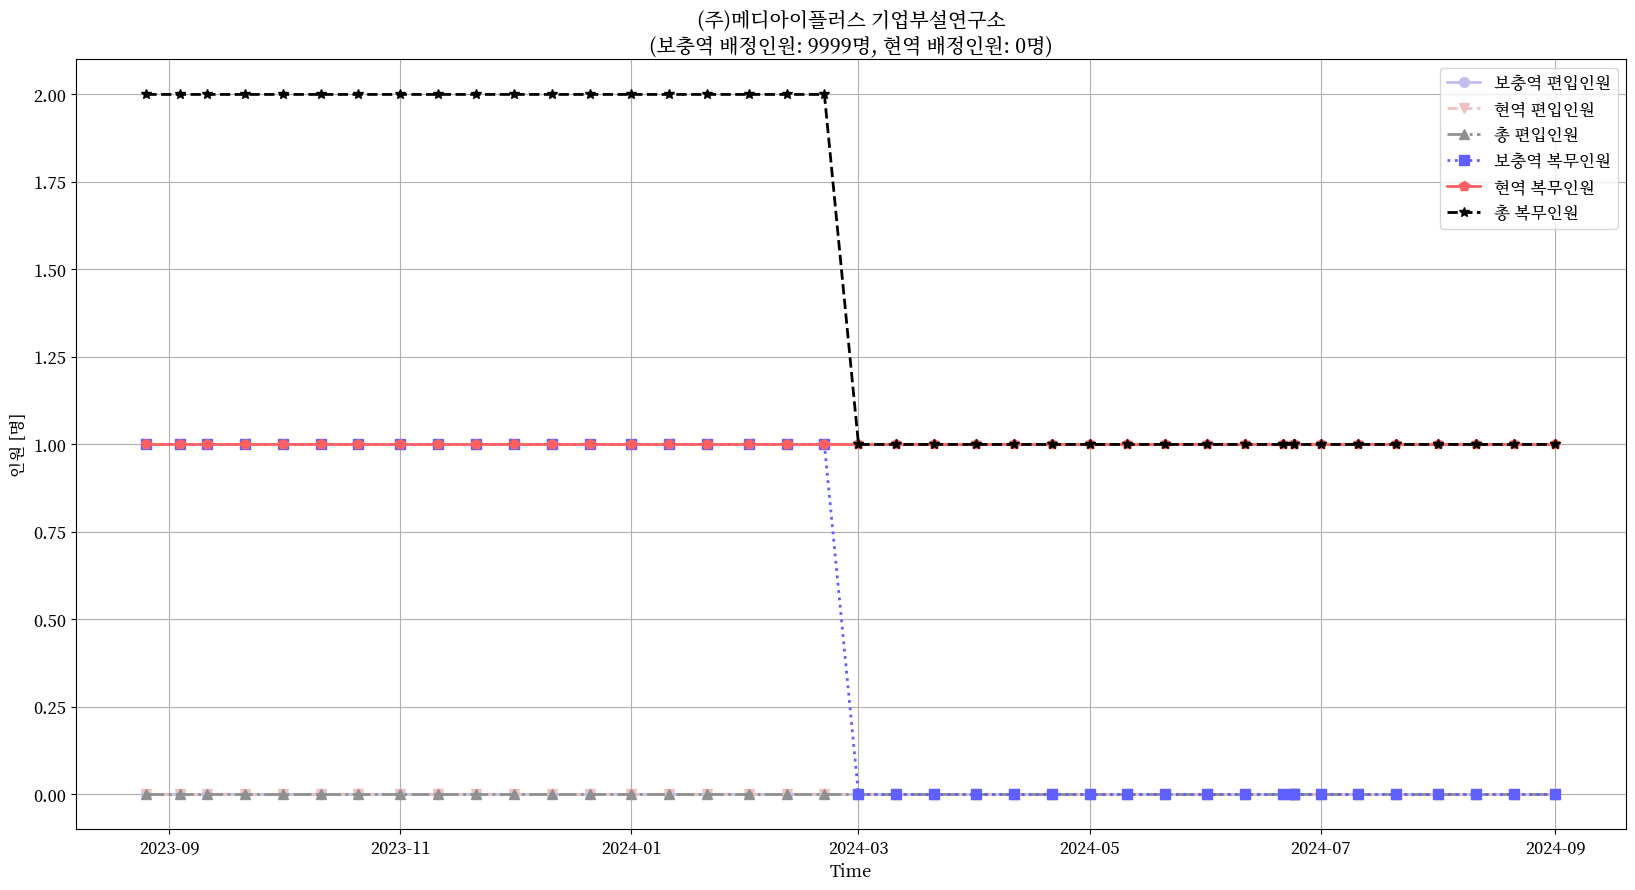 (주)메디아이플러스 기업부설연구소
(보충역 배정인원: 9999명, 현역 배정인원: 0명)
보충역 편입인원
현역 편입인원
총 편입인원
보충역 복무인원
현역 복무인원
총 복무인원
2.00
1.75
1.50
1.25
1.00
0.75
0.50
0.25
0.00
인원 [명]
2023-09 2023-11 2024-01 2024-03 2024-05 2024-07 2024-09
Time